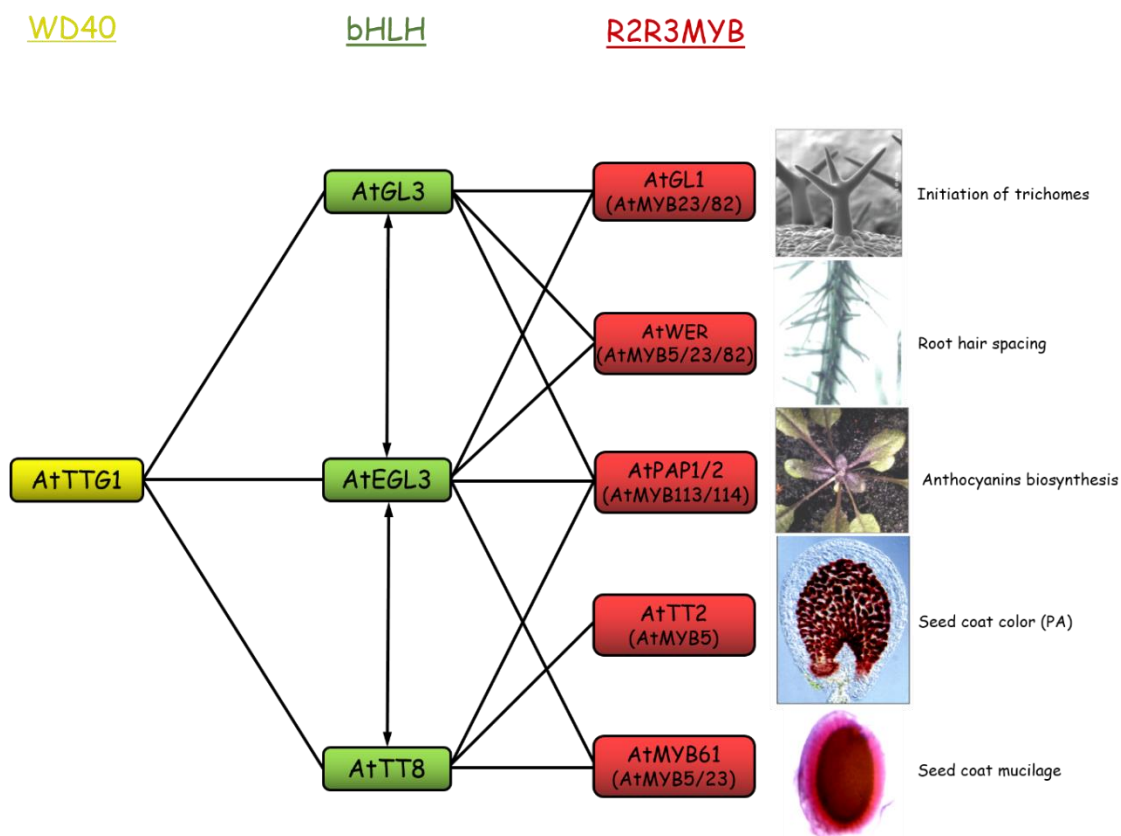 WD40
bHLH
R2R3MYB
AtGL3
AtGL1
(AtMYB23/82)
Initiation of trichomes
AtWER
(AtMYB5/23/82)
Root hair spacing
AtTTG1
AtEGL3
AtPAP1/2
(AtMYB113/114)
Anthocyanins biosynthesis
AtTT2
(AtMYB5)
Seed coat color (PA)
AtTT8
AtMYB61
(AtMYB5/23)
Seed coat mucilage